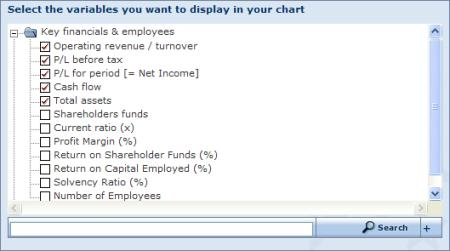 Select the variables you want to display in your chart
Key financials & employees
Operating revenue / turnover
P/L before tax
P/L for period [= Net Income]
Cash flow
Total assets
Shareholders funds
Current ratio (x)
Profit Margin (%)
Return on Shareholder Funds (%)
Return on Capital Employed (%)
Solvency Ratio (%)
Number of Employees
Search +